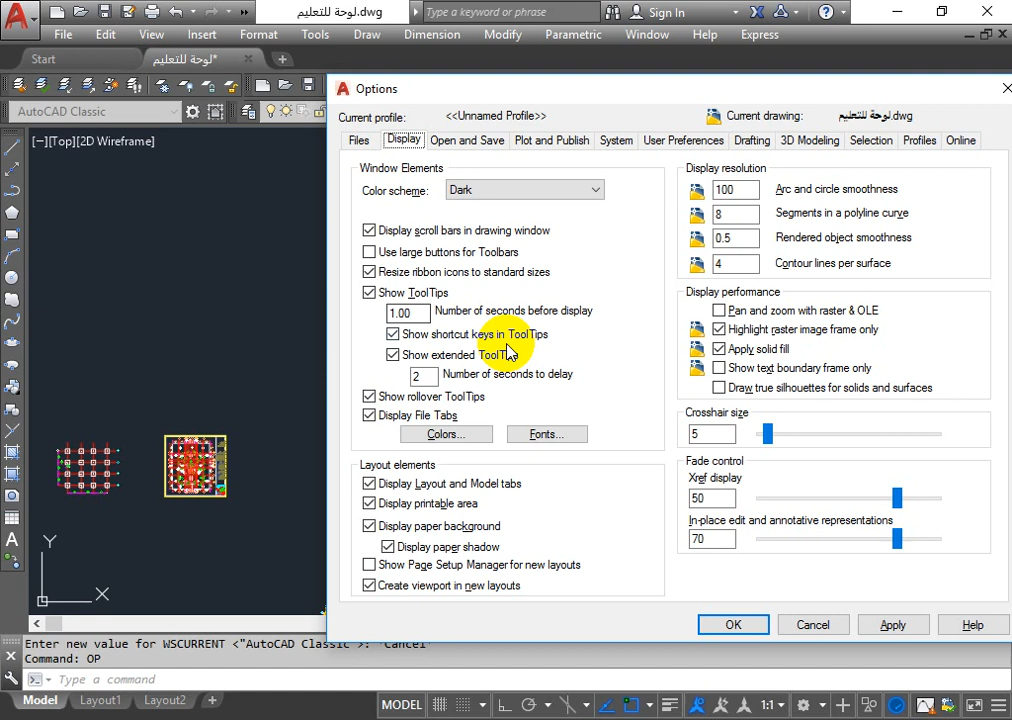 لوحة للتعليم.dwg
Type a keyword or phrase
Sign In
File Edit View Insert Format Tools Draw Dimension Modify Parametric Window Help Express
Start
لوحة للتعليم*
AutoCAD Classic
[−][Top][2D Wireframe]
Options
Current profile: <<Unnamed Profile>>
Current drawing: لوحة للتعليم.dwg
Files Display Open and Save Plot and Publish System User Preferences Drafting 3D Modeling Selection Profiles Online
Window Elements
Color scheme: Dark
Display scroll bars in drawing window
Use large buttons for Toolbars
Resize ribbon icons to standard sizes
Show ToolTips
1.00 Number of seconds before display
Show shortcut keys in ToolTips
Show extended ToolTips
2 Number of seconds to delay
Show rollover ToolTips
Display File Tabs
Colors... Fonts...
Layout elements
Display Layout and Model tabs
Display printable area
Display paper background
Display paper shadow
Show Page Setup Manager for new layouts
Create viewport in new layouts
Display resolution
100 Arc and circle smoothness
8 Segments in a polyline curve
0.5 Rendered object smoothness
4 Contour lines per surface
Display performance
Pan and zoom with raster & OLE
Highlight raster image frame only
Apply solid fill
Show text boundary frame only
Draw true silhouettes for solids and surfaces
Crosshair size
5
Fade control
Xref display
50
In-place edit and annotative representations
70
OK Cancel Apply Help
Y
X
Enter new value for WSCURRENT <"AutoCAD Classic">: *Cancel*
Command: OP
Type a command
Model Layout1 Layout2
MODEL
1:1